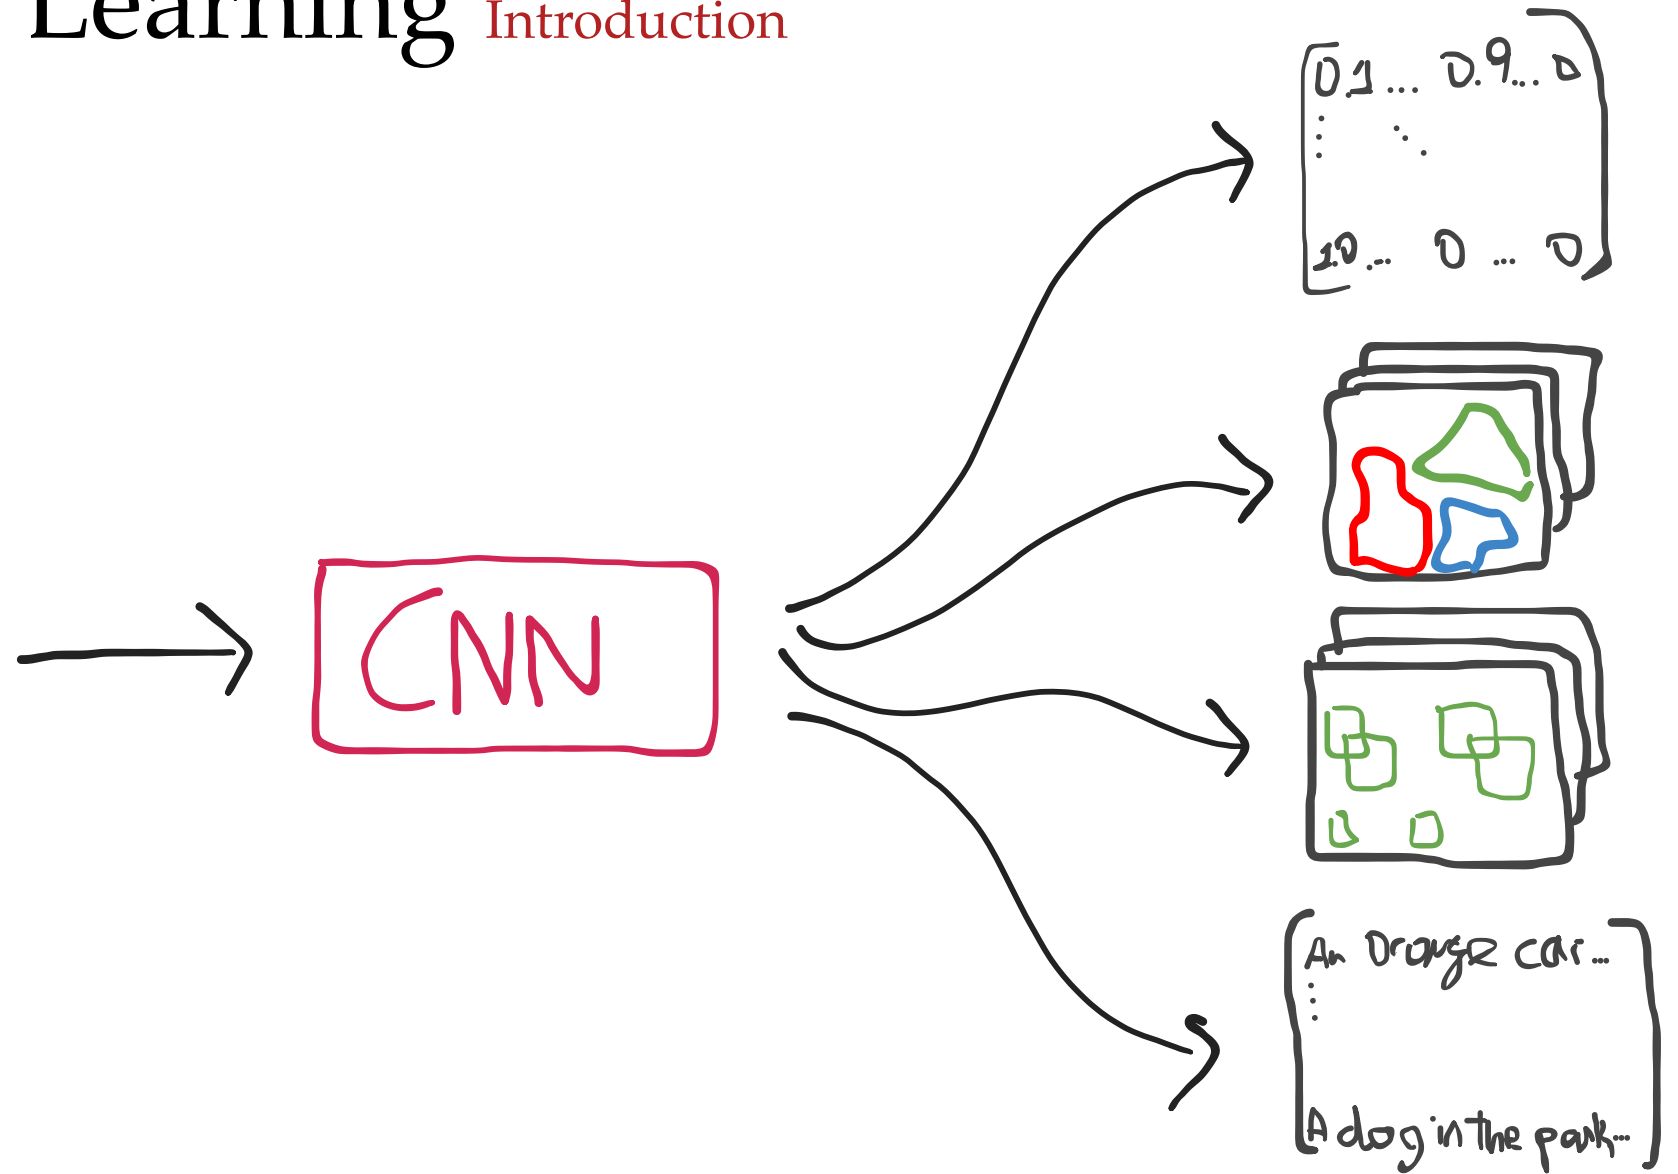 Learning Introduction
0.1... 0.9... 0
1.0... 0 ... 0
CNN
An orange car...
A dog in the park...